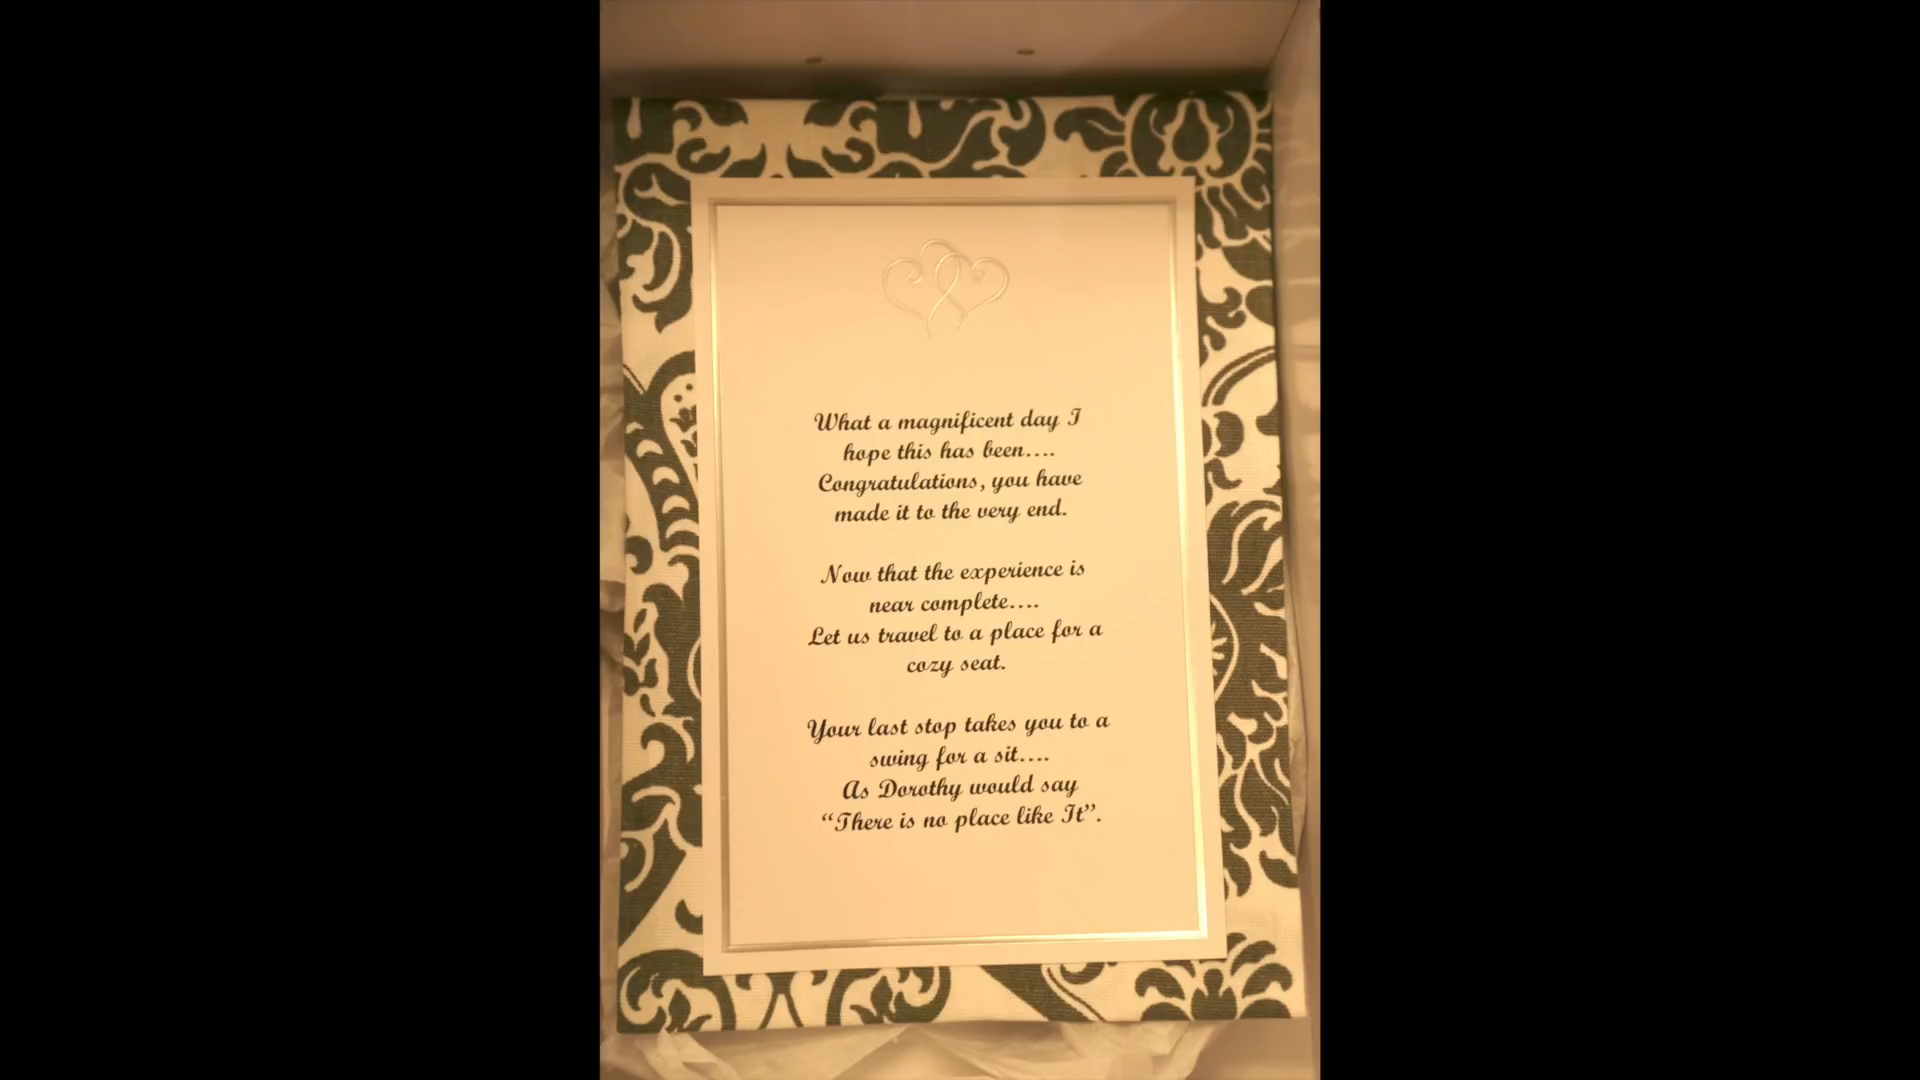 What a magnificent day I
hope this has been....
Congratulations, you have
made it to the very end.
Now that the experience is
near complete....
Let us travel to a place for a
cozy seat.
Your last stop takes you to a
swing for a sit....
As Dorothy would say
“There is no place like It”.